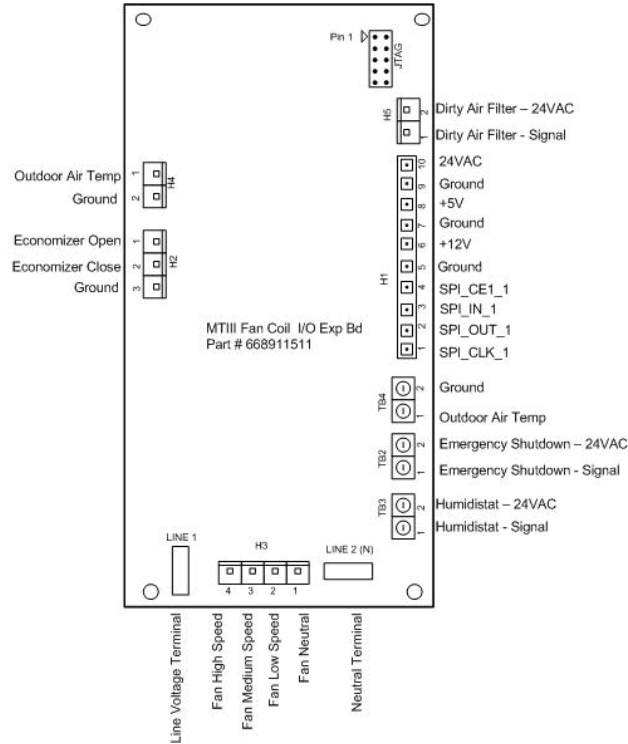 Pin 1
JTAG
H5
2
Dirty Air Filter – 24VAC
1
Dirty Air Filter - Signal
Outdoor Air Temp
1
H4
Ground
2
Economizer Open
1
H2
Economizer Close
2
Ground
3
H1
10
24VAC
9
Ground
8
+5V
7
Ground
6
+12V
5
Ground
4
SPI_CE1_1
3
SPI_IN_1
2
SPI_OUT_1
1
SPI_CLK_1
MTIII Fan Coil I/O Exp Bd
Part # 668911511
TB4
2
Ground
1
Outdoor Air Temp
TB2
2
Emergency Shutdown – 24VAC
1
Emergency Shutdown - Signal
TB3
2
Humidistat – 24VAC
1
Humidistat - Signal
LINE 1
H3
LINE 2 (N)
4
3
2
1
Line Voltage Terminal
Fan High Speed
Fan Medium Speed
Fan Low Speed
Fan Neutral
Neutral Terminal